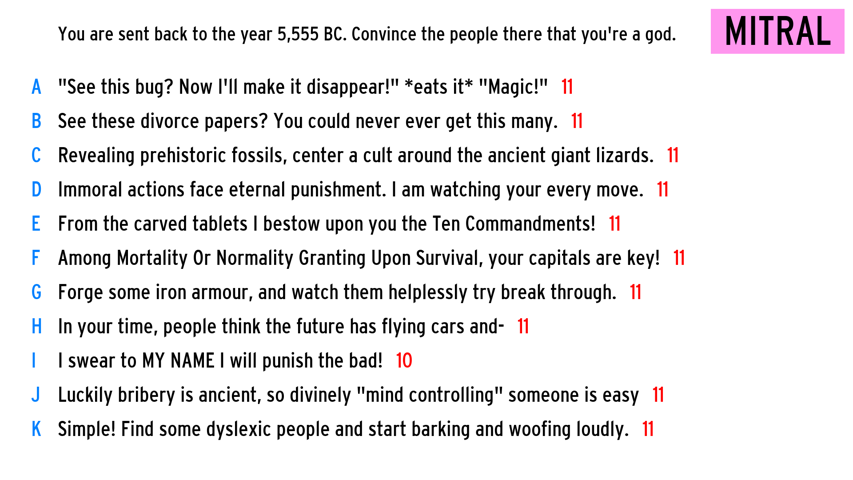 You are sent back to the year 5,555 BC. Convince the people there that you're a god.
MITRAL
A "See this bug? Now I'll make it disappear!" *eats it* "Magic!" 11
B See these divorce papers? You could never ever get this many. 11
C Revealing prehistoric fossils, center a cult around the ancient giant lizards. 11
D Immoral actions face eternal punishment. I am watching your every move. 11
E From the carved tablets I bestow upon you the Ten Commandments! 11
F Among Mortality Or Normality Granting Upon Survival, your capitals are key! 11
G Forge some iron armour, and watch them helplessly try break through. 11
H In your time, people think the future has flying cars and- 11
I I swear to MY NAME I will punish the bad! 10
J Luckily bribery is ancient, so divinely "mind controlling" someone is easy 11
K Simple! Find some dyslexic people and start barking and woofing loudly. 11